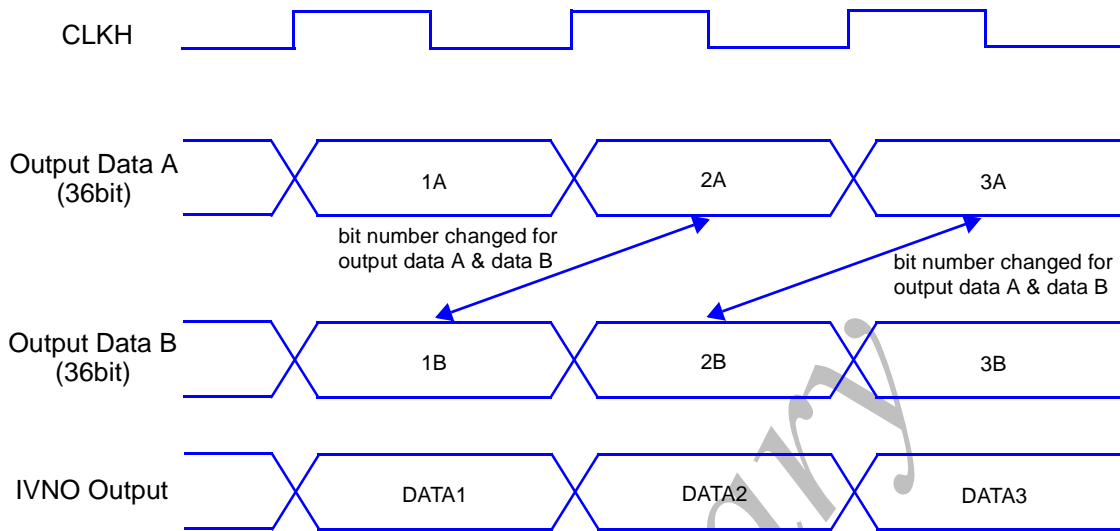 CLKH
Output Data A
(36bit)
1A
2A
3A
bit number changed for
output data A & data B
bit number changed for
output data A & data B
Output Data B
(36bit)
1B
2B
3B
IVNO Output
DATA1
DATA2
DATA3